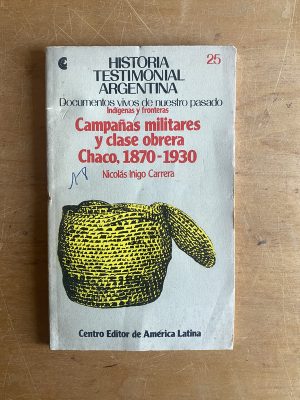 HISTORIA
TESTIMONIAL
ARGENTINA
25
Documentos vivos de nuestro pasado
Indígenas y fronteras
Campañas militares
y clase obrera
Chaco, 1870-1930
Nicolás Iñigo Carrera
Centro Editor de América Latina